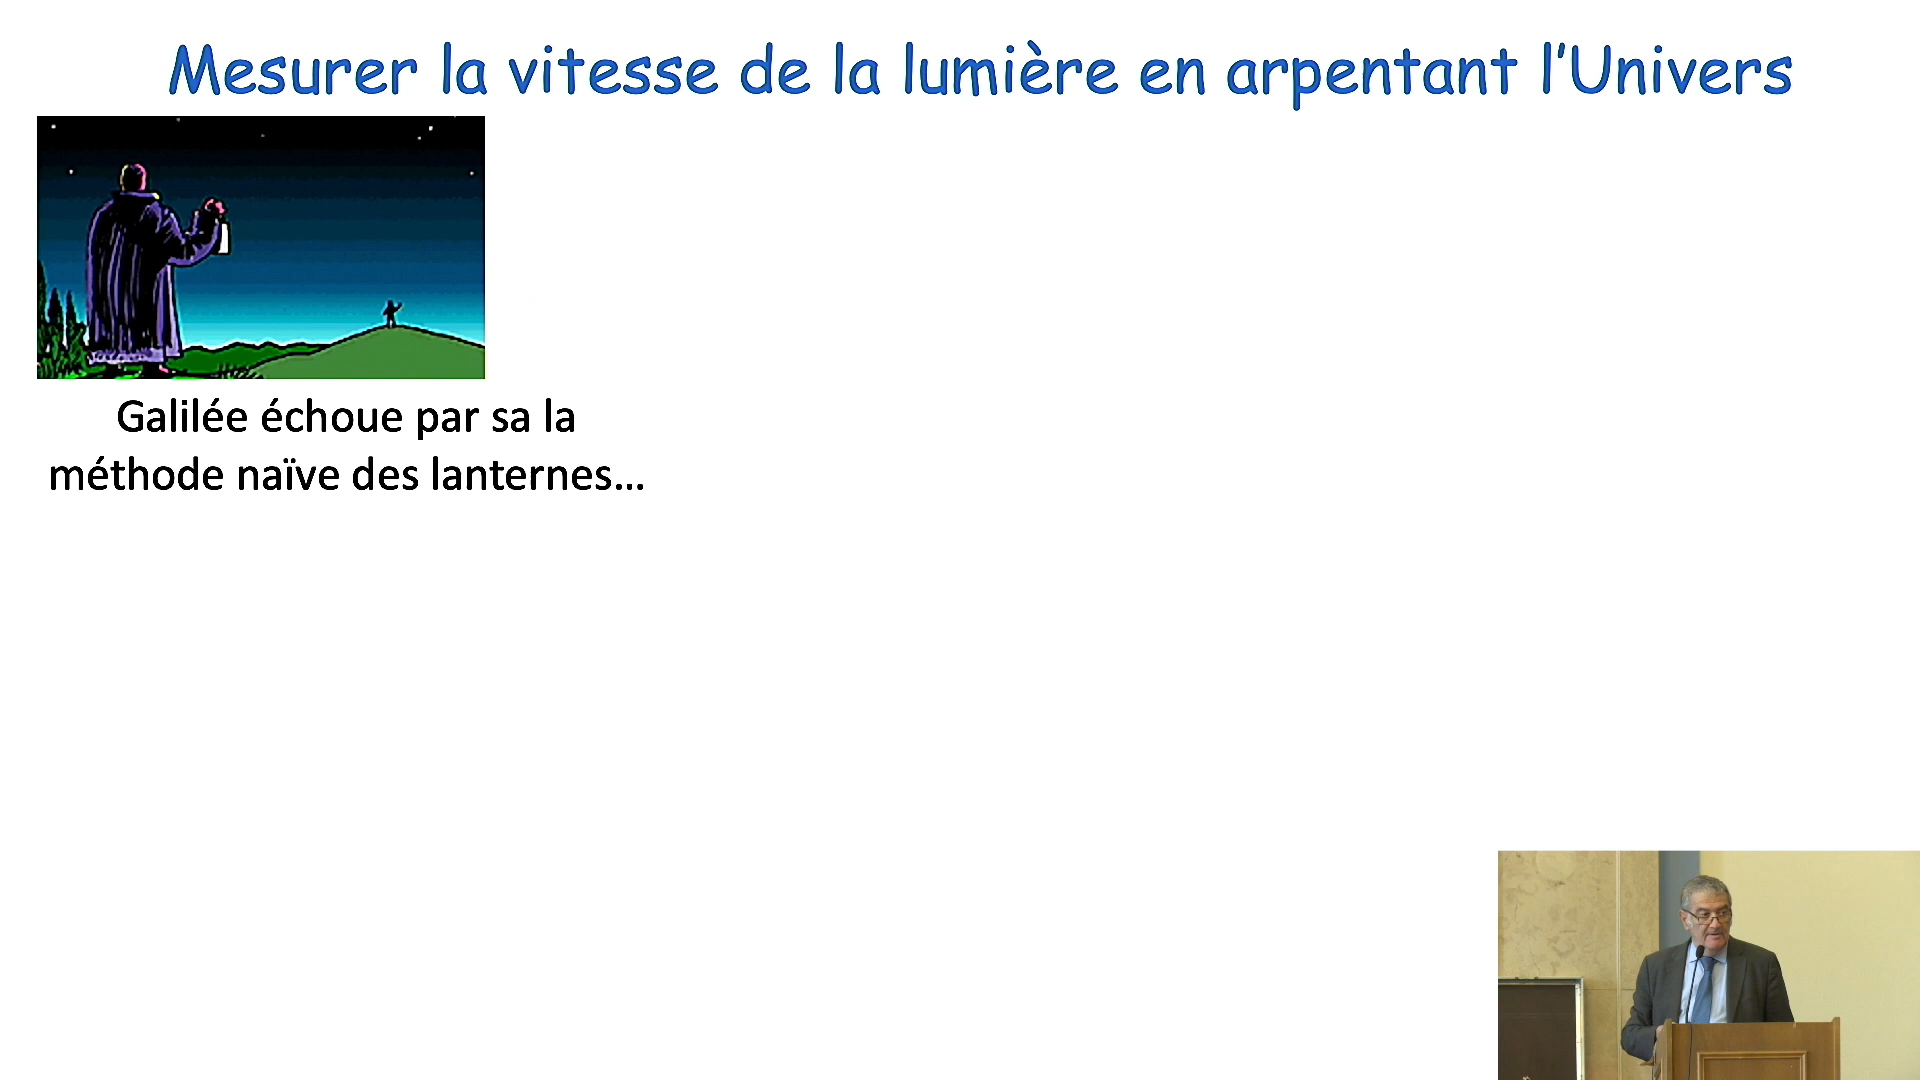 Mesurer la vitesse de la lumière en arpentant l’Univers
Galilée échoue par sa la
méthode naïve des lanternes…